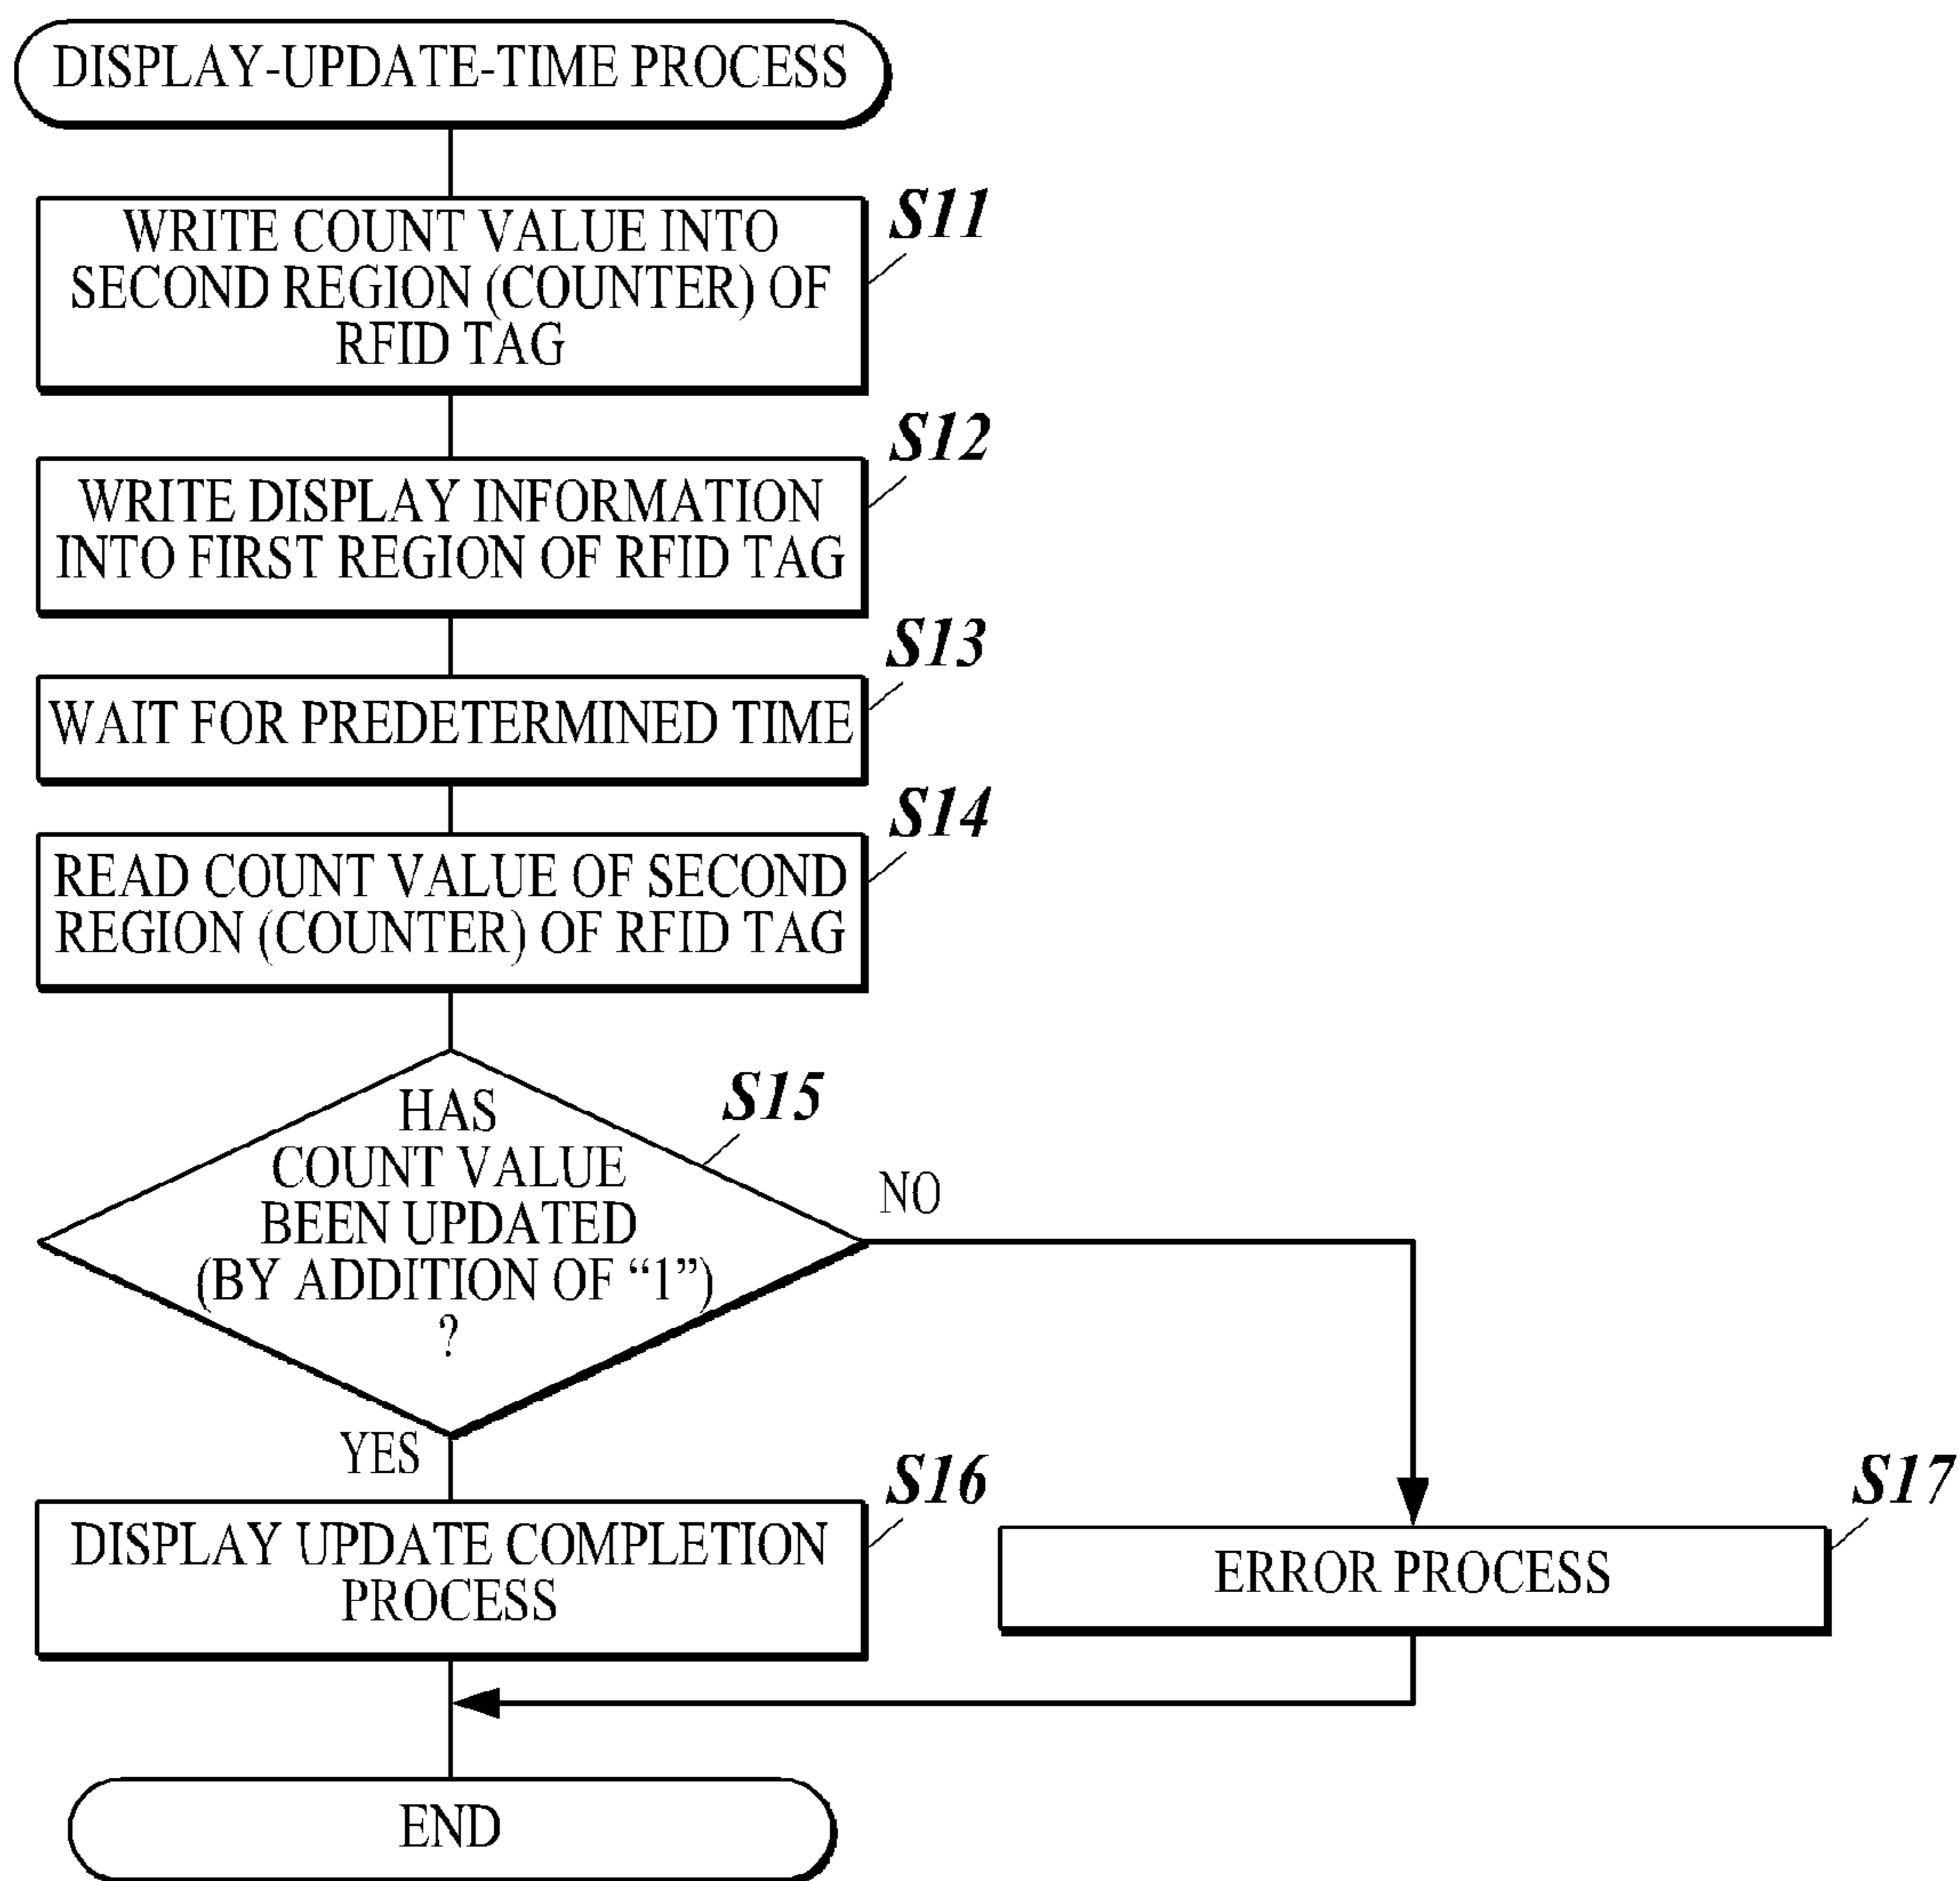 DISPLAY-UPDATE-TIME PROCESS
S11
WRITE COUNT VALUE INTO
SECOND REGION (COUNTER) OF
RFID TAG
S12
WRITE DISPLAY INFORMATION
INTO FIRST REGION OF RFID TAG
S13
WAIT FOR PREDETERMINED TIME
S14
READ COUNT VALUE OF SECOND
REGION (COUNTER) OF RFID TAG
S15
HAS
COUNT VALUE
BEEN UPDATED
(BY ADDITION OF “1”)
?
NO
YES
S16
DISPLAY UPDATE COMPLETION
PROCESS
S17
ERROR PROCESS
END